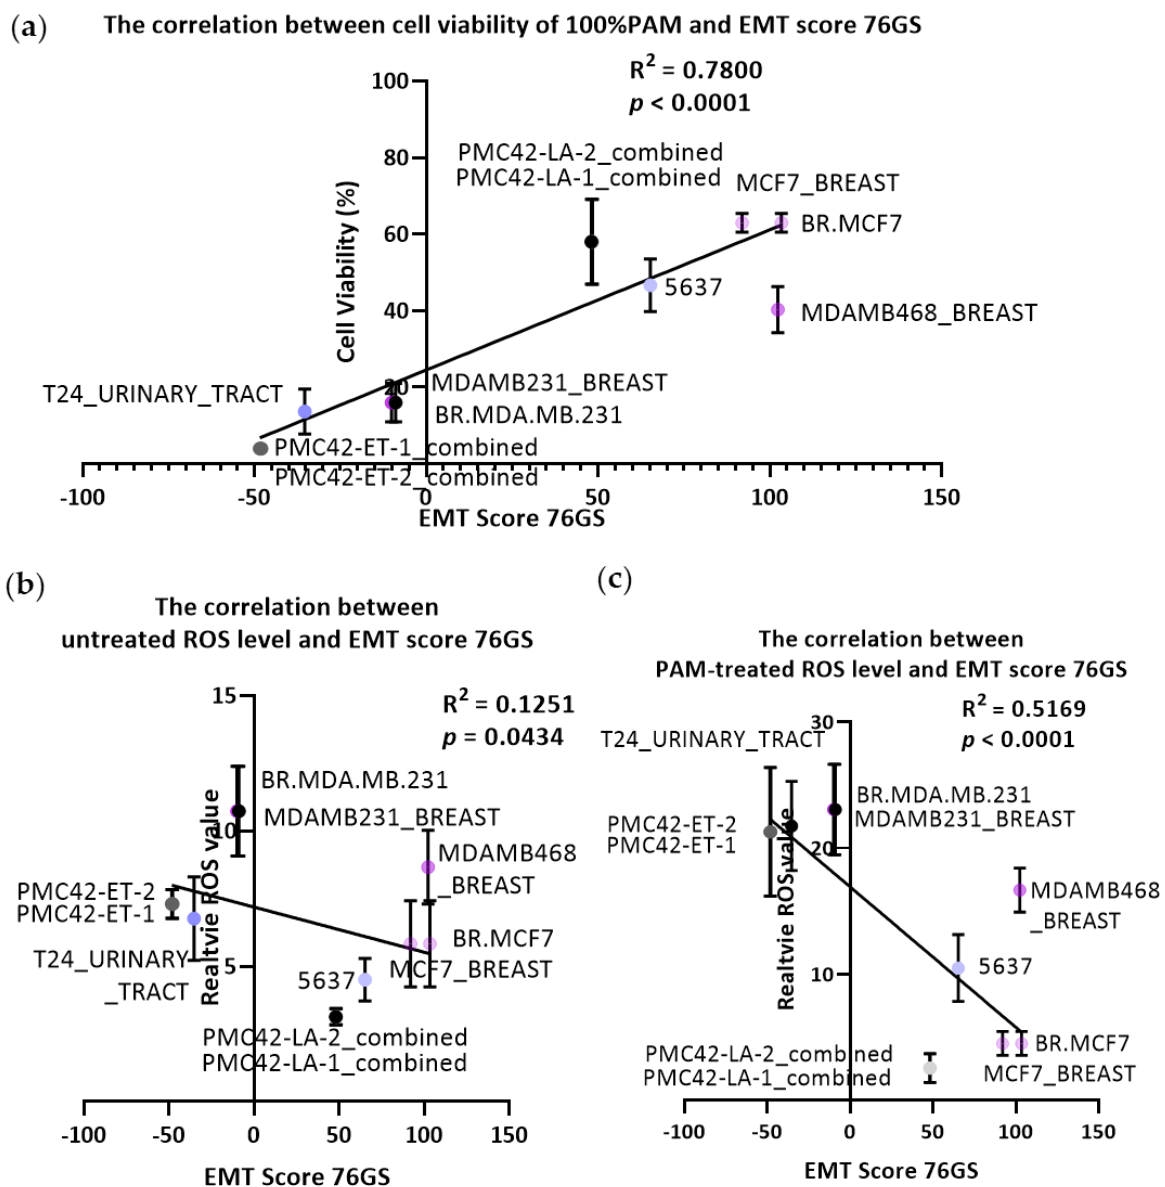 (a)
The correlation between cell viability of 100%PAM and EMT score 76GS
R² = 0.7800
p < 0.0001
100
80
60
40
20
Cell Viability (%)
PMC42-LA-2_combined
PMC42-LA-1_combined
MCF7_BREAST
BR.MCF7
5637
MDAMB468_BREAST
T24_URINARY_TRACT
MDAMB231_BREAST
BR.MDA.MB.231
PMC42-ET-1_combined
PMC42-ET-2_combined
-100
-50
0
50
100
150
EMT Score 76GS
(b)
The correlation between
untreated ROS level and EMT score 76GS
R² = 0.1251
p = 0.0434
15
10
5
Realtvie ROS value
BR.MDA.MB.231
MDAMB231_BREAST
MDAMB468
_BREAST
PMC42-ET-2
PMC42-ET-1
T24_URINARY
_TRACT
BR.MCF7
MCF7_BREAST
5637
PMC42-LA-2_combined
PMC42-LA-1_combined
-100
-50
0
50
100
150
EMT Score 76GS
(c)
The correlation between
PAM-treated ROS level and EMT score 76GS
R² = 0.5169
p < 0.0001
30
20
10
Realtvie ROS value
T24_URINARY_TRACT
BR.MDA.MB.231
MDAMB231_BREAST
PMC42-ET-2
PMC42-ET-1
MDAMB468
_BREAST
5637
BR.MCF7
MCF7_BREAST
PMC42-LA-2_combined
PMC42-LA-1_combined
-100
-50
0
50
100
150
EMT Score 76GS